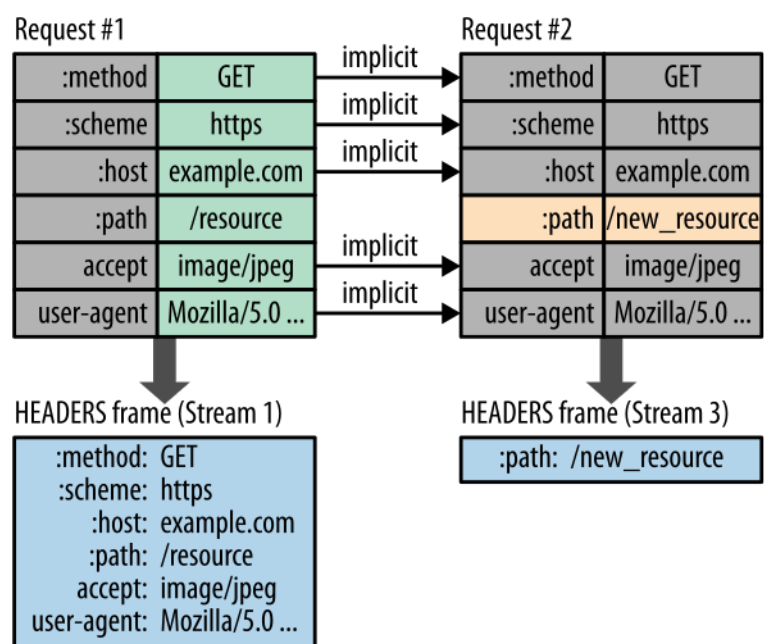 Request #1
:method GET
:scheme https
:host example.com
:path /resource
accept image/jpeg
user-agent Mozilla/5.0 ...
implicit
implicit
implicit
implicit
implicit
Request #2
:method GET
:scheme https
:host example.com
:path /new_resource
accept image/jpeg
user-agent Mozilla/5.0 ...
HEADERS frame (Stream 1)
:method: GET
:scheme: https
:host: example.com
:path: /resource
accept: image/jpeg
user-agent: Mozilla/5.0 ...
HEADERS frame (Stream 3)
:path: /new_resource